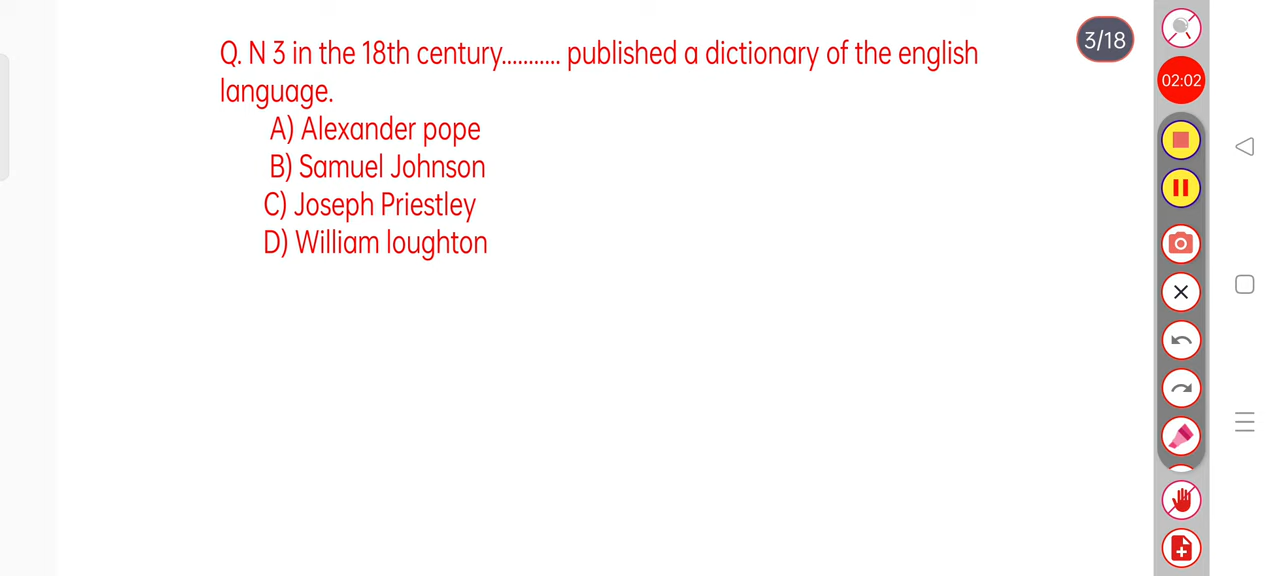 3/18
02:02
Q. N 3 in the 18th century........... published a dictionary of the english
language.
A) Alexander pope
B) Samuel Johnson
C) Joseph Priestley
D) William loughton